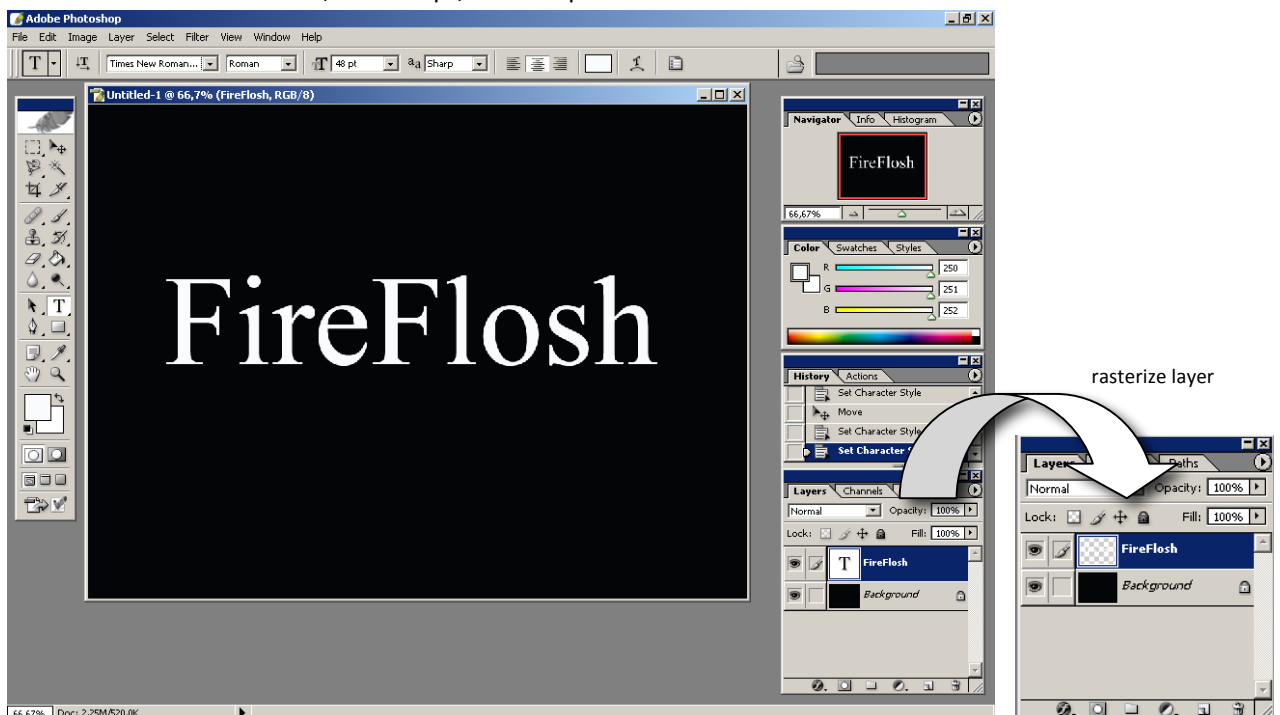 Adobe Photoshop
File Edit Image Layer Select Filter View Window Help
T T Times New Roman... Roman T 48 pt aa Sharp
Untitled-1 @ 66,7% (FireFlosh, RGB/8)
FireFlosh
Navigator Info Histogram
FireFlosh
66,67%
Color Swatches Styles
R 250
G 251
B 252
History Actions
Set Character Style
Move
Set Character Style
Set Character S
Layers Channels
Normal Opacity: 100%
Lock: Fill: 100%
T FireFlosh
Background
rasterize layer
Layers Paths
Normal Opacity: 100%
Lock: Fill: 100%
FireFlosh
Background
66,67% Doc: 2,25M/520,0K